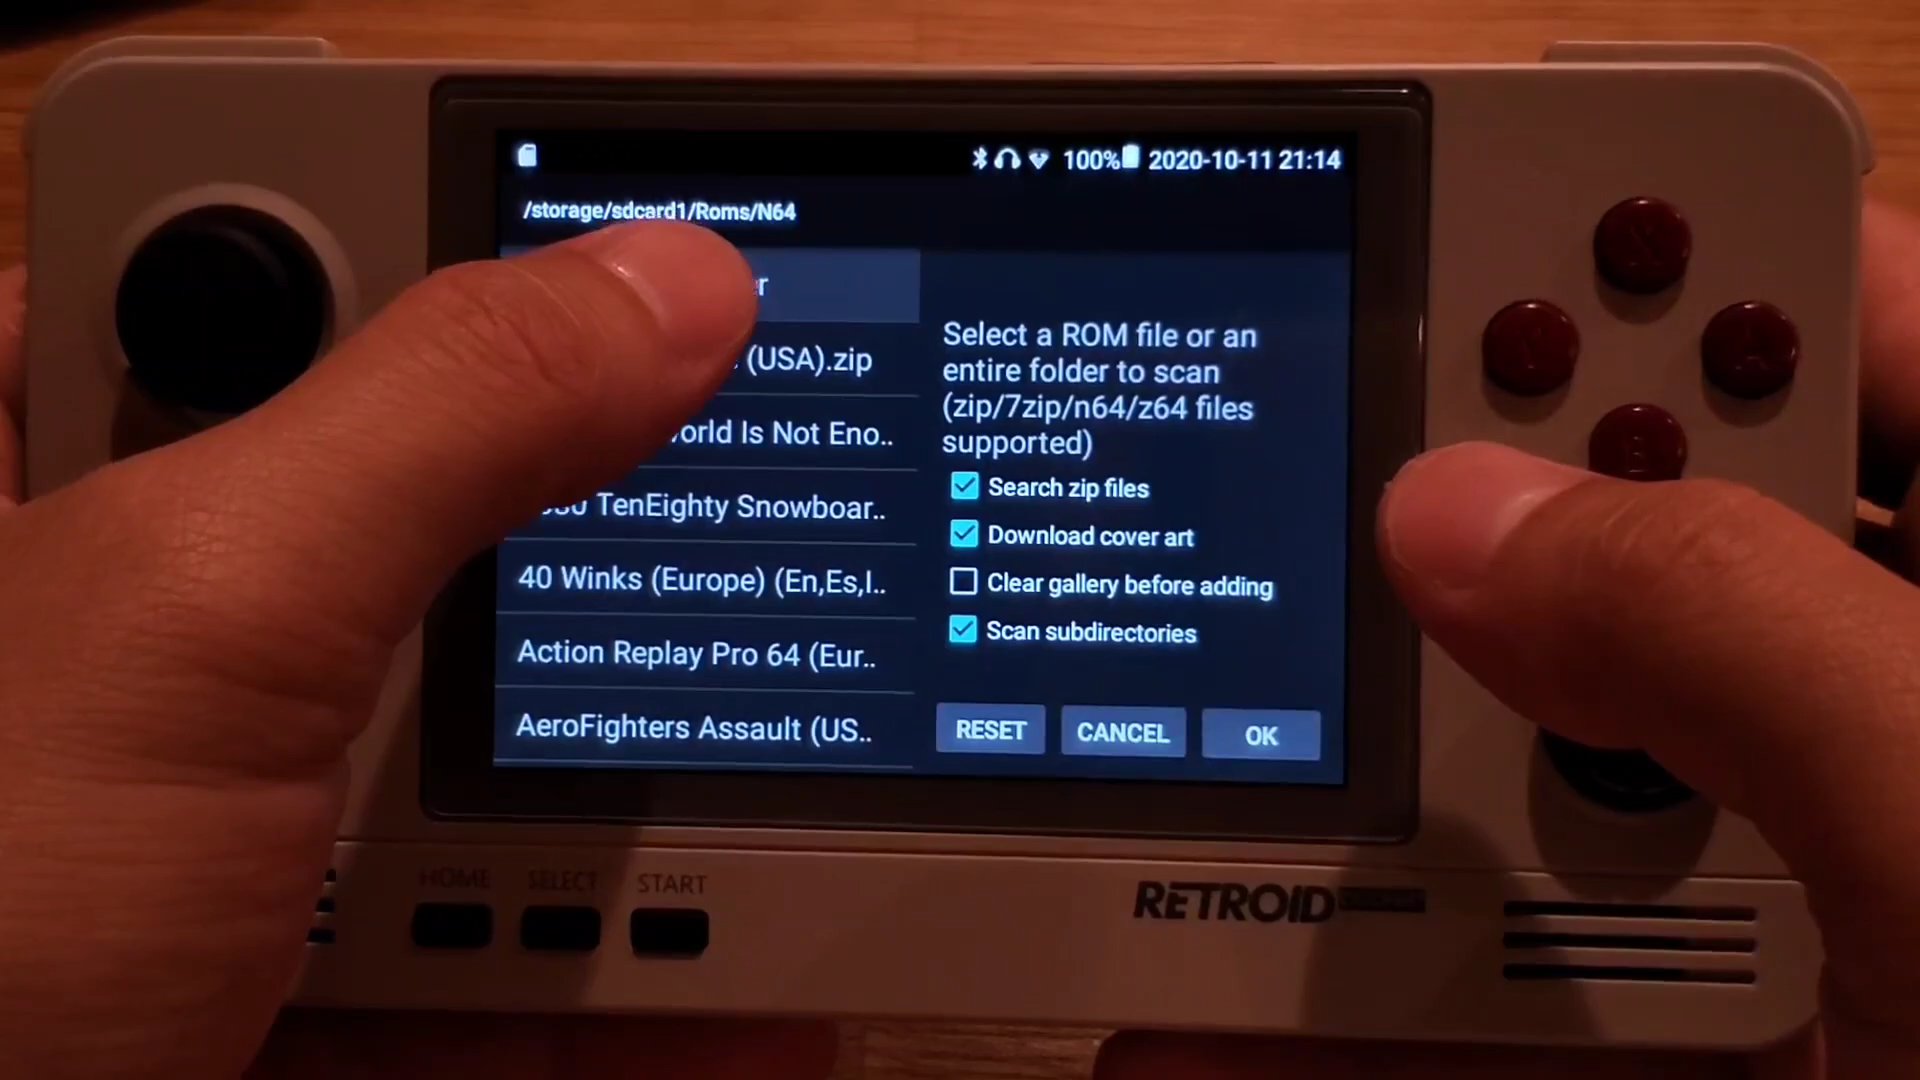 100% 2020-10-11 21:14
/storage/sdcard1/Roms/N64
(USA).zip
World Is Not Eno..
TenEighty Snowboar..
40 Winks (Europe) (En,Es,I..
Action Replay Pro 64 (Eur..
AeroFighters Assault (US..
Select a ROM file or an
entire folder to scan
(zip/7zip/n64/z64 files
supported)
Search zip files
Download cover art
Clear gallery before adding
Scan subdirectories
RESET CANCEL OK
X
Y
A
B
HOME SELECT START
RETROID